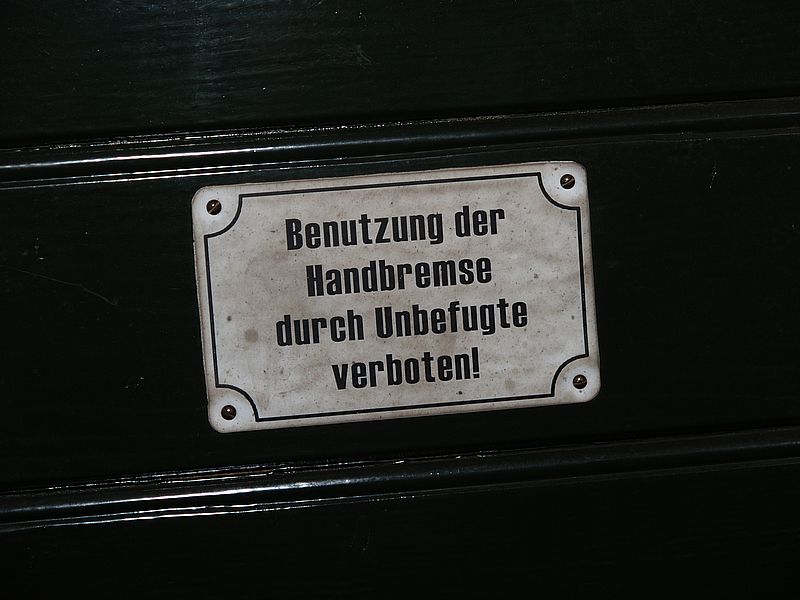 Benutzung der
Handbremse
durch Unbefugte
verboten!